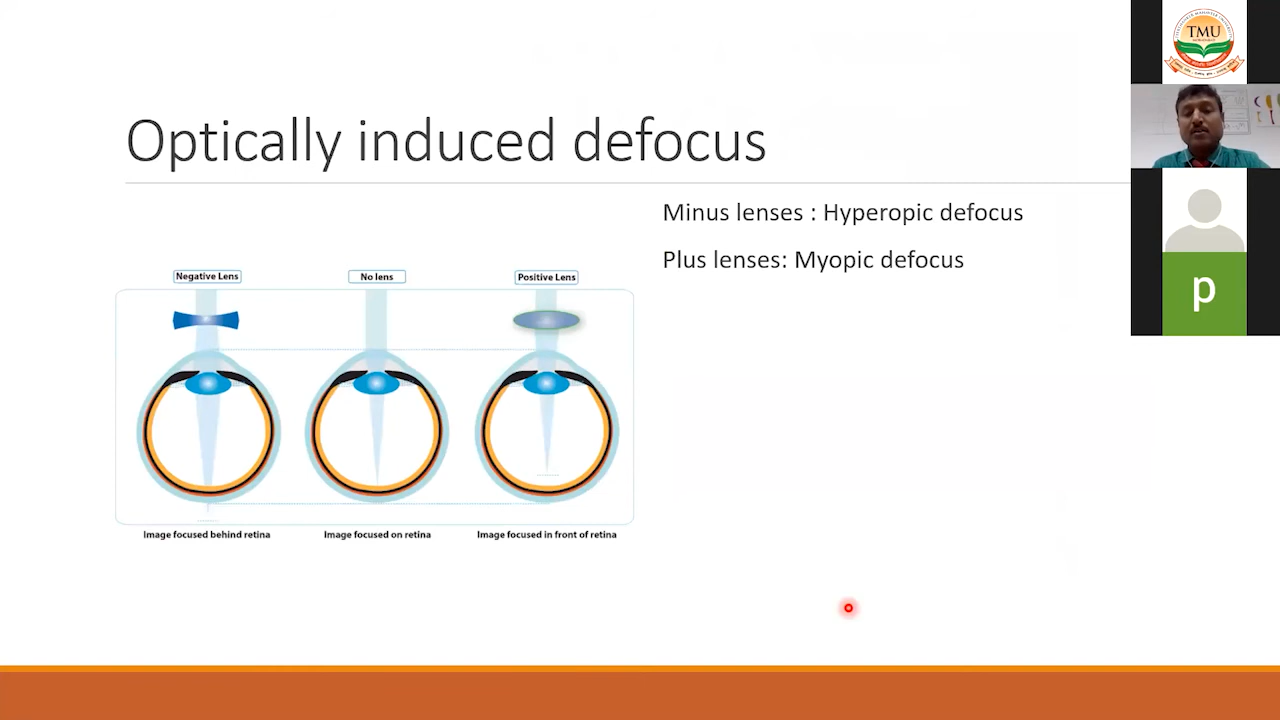 Optically induced defocus
Minus lenses : Hyperopic defocus
Plus lenses: Myopic defocus
Negative Lens
No lens
Positive Lens
Image focused behind retina
Image focused on retina
Image focused in front of retina
TMU
p